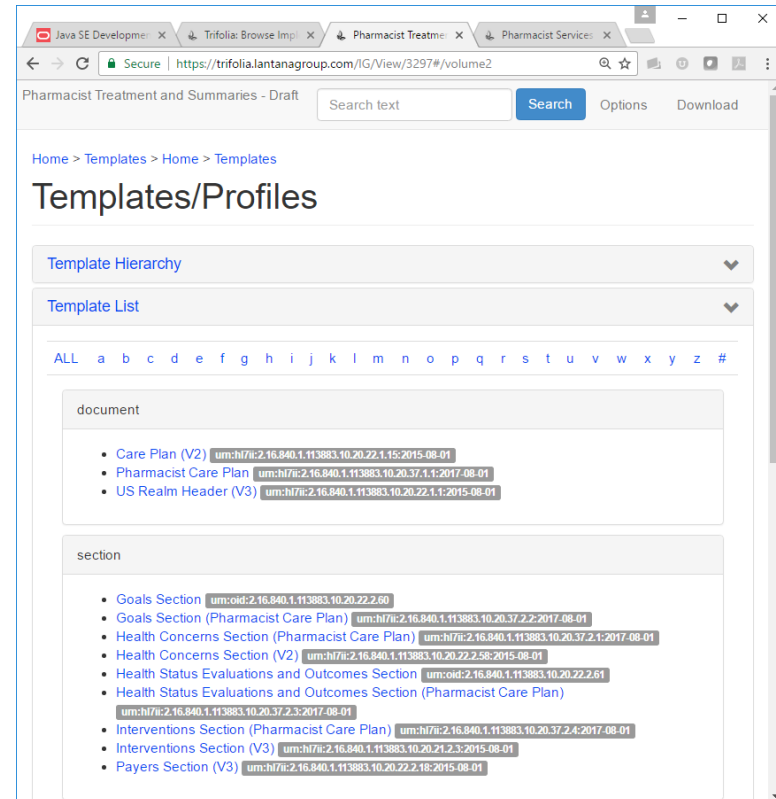 Java SE Developmen
Trifolia: Browse Impl
Pharmacist Treatmen
Pharmacist Services
Secure | https://trifolia.lantanagroup.com/IG/View/3297#/volume2
Pharmacist Treatment and Summaries - Draft
Search text
Search
Options
Download
Home > Templates > Home > Templates
Templates/Profiles
Template Hierarchy
Template List
ALL a b c d e f g h i j k l m n o p q r s t u v w x y z #
document
Care Plan (V2) urn:hl7ii:2.16.840.1.113883.10.20.22.1.15:2015-08-01
Pharmacist Care Plan urn:hl7ii:2.16.840.1.113883.10.20.37.1.1:2017-08-01
US Realm Header (V3) urn:hl7ii:2.16.840.1.113883.10.20.22.1.1:2015-08-01
section
Goals Section urn:oid:2.16.840.1.113883.10.20.22.2.60
Goals Section (Pharmacist Care Plan) urn:hl7ii:2.16.840.1.113883.10.20.37.2.2:2017-08-01
Health Concerns Section (Pharmacist Care Plan) urn:hl7ii:2.16.840.1.113883.10.20.37.2.1:2017-08-01
Health Concerns Section (V2) urn:hl7ii:2.16.840.1.113883.10.20.22.2.58:2015-08-01
Health Status Evaluations and Outcomes Section urn:oid:2.16.840.1.113883.10.20.22.2.61
Health Status Evaluations and Outcomes Section (Pharmacist Care Plan)
urn:hl7ii:2.16.840.1.113883.10.20.37.2.3:2017-08-01
Interventions Section (Pharmacist Care Plan) urn:hl7ii:2.16.840.1.113883.10.20.37.2.4:2017-08-01
Interventions Section (V3) urn:hl7ii:2.16.840.1.113883.10.20.21.2.3:2015-08-01
Payers Section (V3) urn:hl7ii:2.16.840.1.113883.10.20.22.2.18:2015-08-01